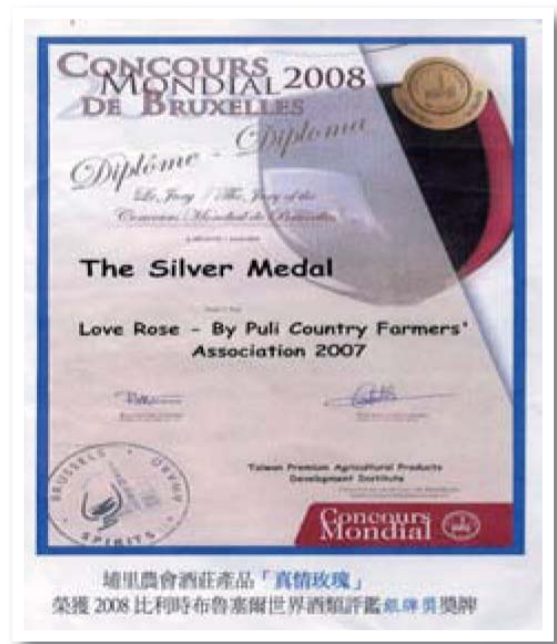 CONCOURS
MONDIAL 2008
DE BRUXELLES
Diplôme - Diploma
Le Jury / The Jury of the
Concours Mondial de Bruxelles
The Silver Medal
Love Rose - By Puli Country Farmers'
Association 2007
BRUSSELS
AWARD
SPIRITS
Taiwan Premium Agricultural Products
Development Institute
Concours
Mondial
埔里農會酒莊產品「真情玫瑰」
榮獲 2008 比利時布魯塞爾世界酒類評鑑銀牌獎獎牌